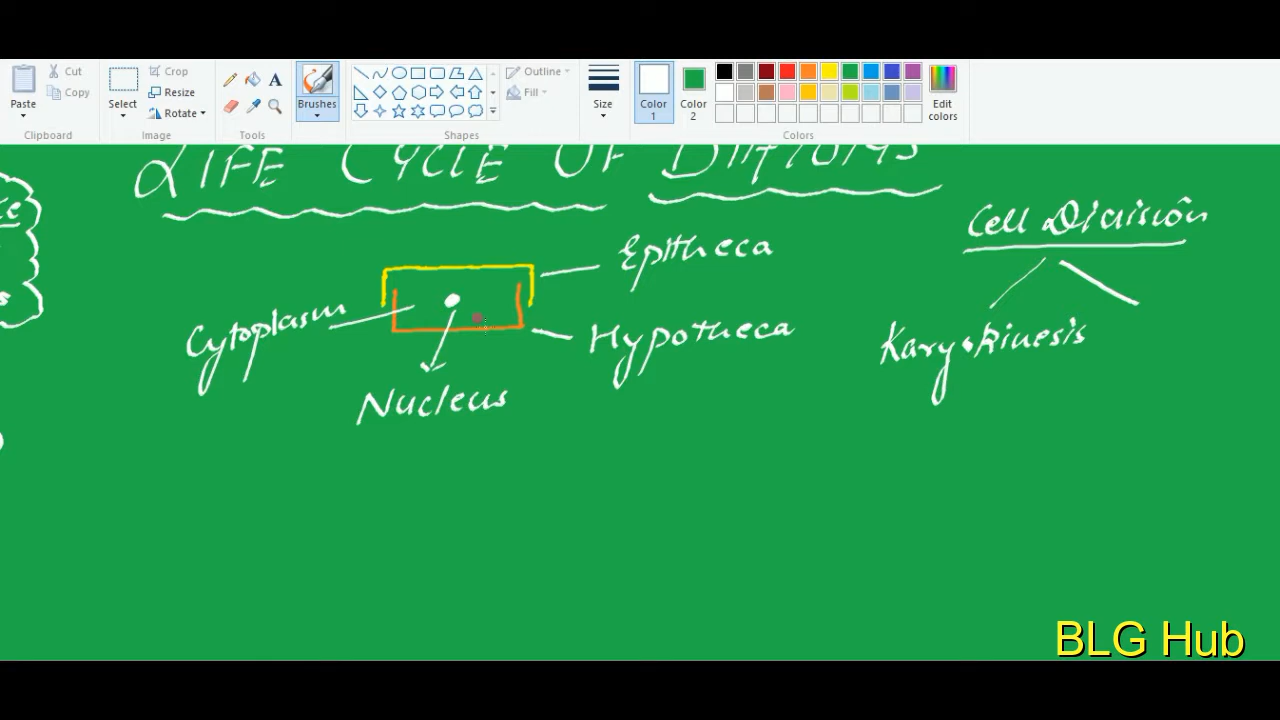 Cut
Copy
Paste
Clipboard
Crop
Resize
Rotate
Select
Image
Tools
Brushes
Shapes
Outline
Fill
Size
Color 1
Color 2
Edit colors
Colors
LIFE CYCLE OF DIATOMS
Cell Division
Epitheca
Cytoplasm
Hypotheca
Karyokinesis
Nucleus
BLG Hub